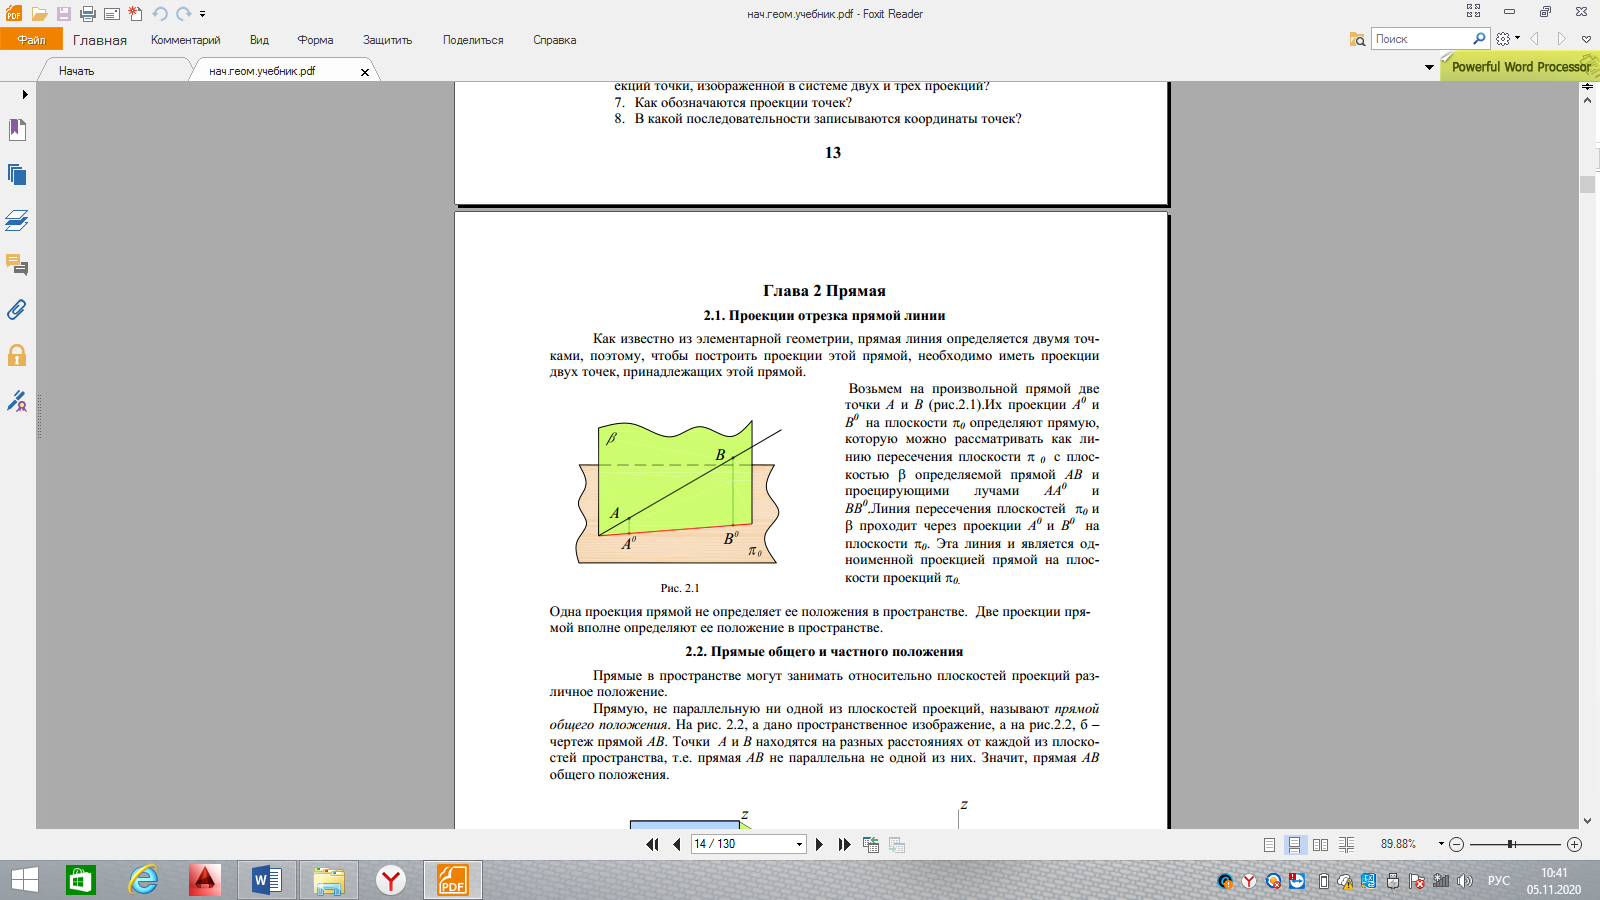 нач.геом.учебник.pdf - Foxit Reader
Файл Главная Комментарий Вид Форма Защитить Поделиться Справка Поиск
Начать нач.геом.учебник.pdf Powerful Word Processor
екций точки, изображенной в системе двух и трех проекций?
7. Как обозначаются проекции точек?
8. В какой последовательности записываются координаты точек?
13
Глава 2 Прямая
2.1. Проекции отрезка прямой линии
Как известно из элементарной геометрии, прямая линия определяется двумя точ-
ками, поэтому, чтобы построить проекции этой прямой, необходимо иметь проекции
двух точек, принадлежащих этой прямой.
Возьмем на произвольной прямой две
точки A и B (рис.2.1).Их проекции A⁰ и
B⁰ на плоскости π₀ определяют прямую,
которую можно рассматривать как ли-
нию пересечения плоскости π ₀ с плос-
костью β определяемой прямой AB и
проецирующими лучами AA⁰ и
BB⁰.Линия пересечения плоскостей π₀ и
β проходит через проекции A⁰ и B⁰ на
плоскости π₀. Эта линия и является од-
ноименной проекцией прямой на плос-
кости проекций π₀.
β
B
A
A⁰
B⁰
π₀
Рис. 2.1
Одна проекция прямой не определяет ее положения в пространстве. Две проекции пря-
мой вполне определяют ее положение в пространстве.
2.2. Прямые общего и частного положения
Прямые в пространстве могут занимать относительно плоскостей проекций раз-
личное положение.
Прямую, не параллельную ни одной из плоскостей проекций, называют прямой
общего положения. На рис. 2.2, а дано пространственное изображение, а на рис.2.2, б –
чертеж прямой AB. Точки A и B находятся на разных расстояниях от каждой из плоско-
стей пространства, т.е. прямая AB не параллельна не одной из них. Значит, прямая AB
общего положения.
z z
14 / 130 89.88%
РУС 10:41
05.11.2020